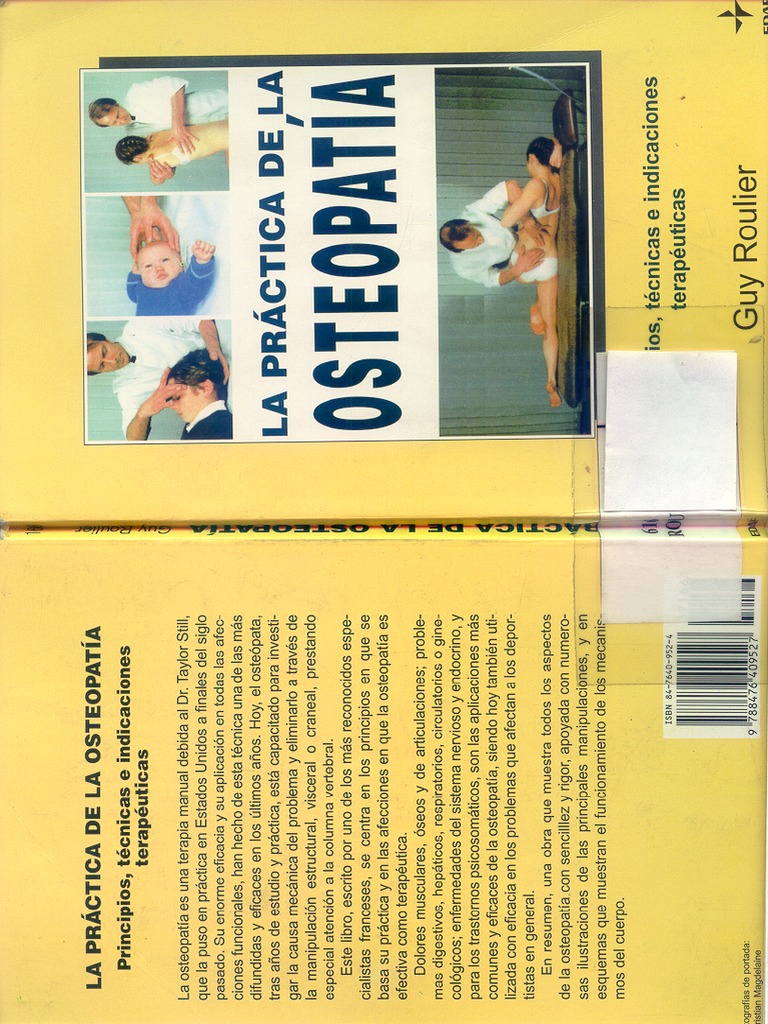 LA PRÁCTICA DE LA
OSTEOPATÍA
ios, técnicas e indicaciones
terapéuticas
Guy Roulier
EDAF
Guy Roulier
ÁCTICA DE LA OSTEOPATÍA
61
ROU
EDAF
LA PRÁCTICA DE LA OSTEOPATÍA
Principios, técnicas e indicaciones
terapéuticas
La osteopatía es una terapia manual debida al Dr. Taylor Still,
que la puso en práctica en Estados Unidos a finales del siglo
pasado. Su enorme eficacia y su aplicación en todas las afec-
ciones funcionales, han hecho de esta técnica una de las más
difundidas y eficaces en los últimos años. Hoy, el osteópata,
tras años de estudio y práctica, está capacitado para investi-
gar la causa mecánica del problema y eliminarlo a través de
la manipulación estructural, visceral o craneal, prestando
especial atención a la columna vertebral.
Este libro, escrito por uno de los más reconocidos espe-
cialistas franceses, se centra en los principios en que se
basa su práctica y en las afecciones en que la osteopatía es
efectiva como terapéutica.
Dolores musculares, óseos y de articulaciones; proble-
mas digestivos, hepáticos, respiratorios, circulatorios o gine-
cológicos; enfermedades del sistema nervioso y endocrino, y
para los trastornos psicosomáticos, son las aplicaciones más
comunes y eficaces de la osteopatía, siendo hoy también uti-
lizada con eficacia en los problemas que afectan a los depor-
tistas en general.
En resumen, una obra que muestra todos los aspectos
de la osteopatía con sencilllez y rigor, apoyada con numero-
sas ilustraciones de las principales manipulaciones, y en
esquemas que muestran el funcionamiento de los mecanis-
mos del cuerpo.
ISBN 84-7640-952-4
9 788476 409527
ografías de portada:
ristian Magdelaine